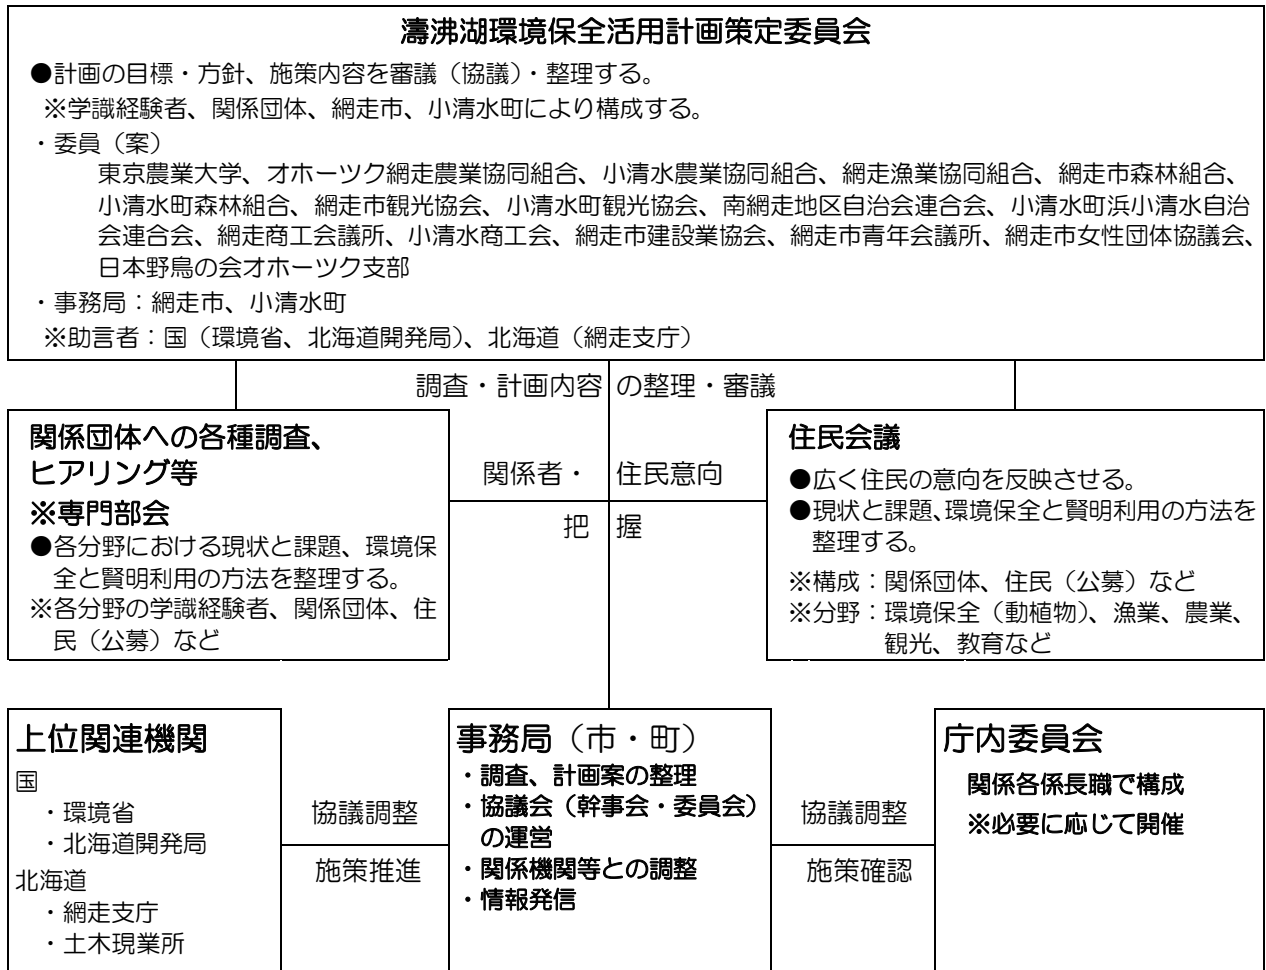 濤沸湖環境保全活用計画策定委員会
●計画の目標・方針、施策内容を審議（協議）・整理する。
※学識経験者、関係団体、網走市、小清水町により構成する。
・委員（案）
東京農業大学、オホーツク網走農業協同組合、小清水農業協同組合、網走漁業協同組合、網走市森林組合、
小清水町森林組合、網走市観光協会、小清水町観光協会、南網走地区自治会連合会、小清水町浜小清水自治
会連合会、網走商工会議所、小清水商工会、網走市建設業協会、網走市青年会議所、網走市女性団体協議会、
日本野鳥の会オホーツク支部
・事務局：網走市、小清水町
※助言者：国（環境省、北海道開発局）、北海道（網走支庁）
調査・計画内容の整理・審議
関係団体への各種調査、
ヒアリング等
※専門部会
●各分野における現状と課題、環境保
全と賢明利用の方法を整理する。
※各分野の学識経験者、関係団体、住
民（公募）など
関係者・住民意向
把握
住民会議
●広く住民の意向を反映させる。
●現状と課題、環境保全と賢明利用の方法を
整理する。
※構成：関係団体、住民（公募）など
※分野：環境保全（動植物）、漁業、農業、
観光、教育など
上位関連機関
国
・環境省
・北海道開発局
北海道
・網走支庁
・土木現業所
協議調整
施策推進
事務局（市・町）
・調査、計画案の整理
・協議会（幹事会・委員会）
の運営
・関係機関等との調整
・情報発信
協議調整
施策確認
庁内委員会
関係各係長職で構成
※必要に応じて開催